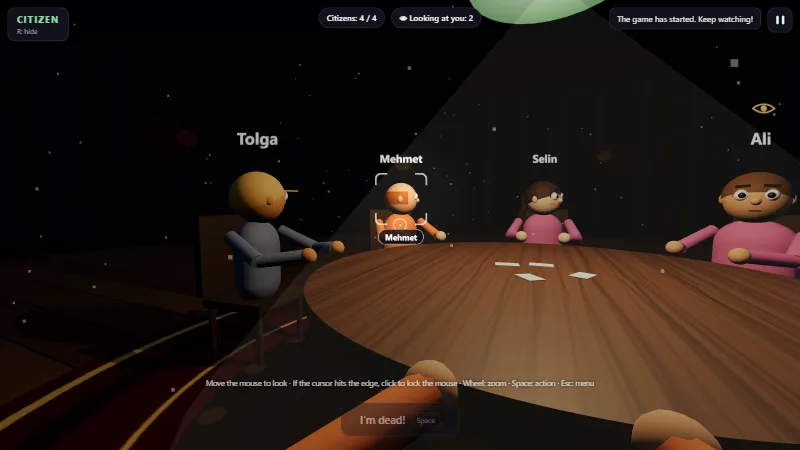 CITIZEN
R: hide
Citizens: 4 / 4
Looking at you: 2
The game has started. Keep watching!
Tolga
Mehmet
Selin
Ali
Mehmet
Move the mouse to look · If the cursor hits the edge, click to lock the mouse · Wheel: zoom · Space: action · Esc: menu
I'm dead! Space